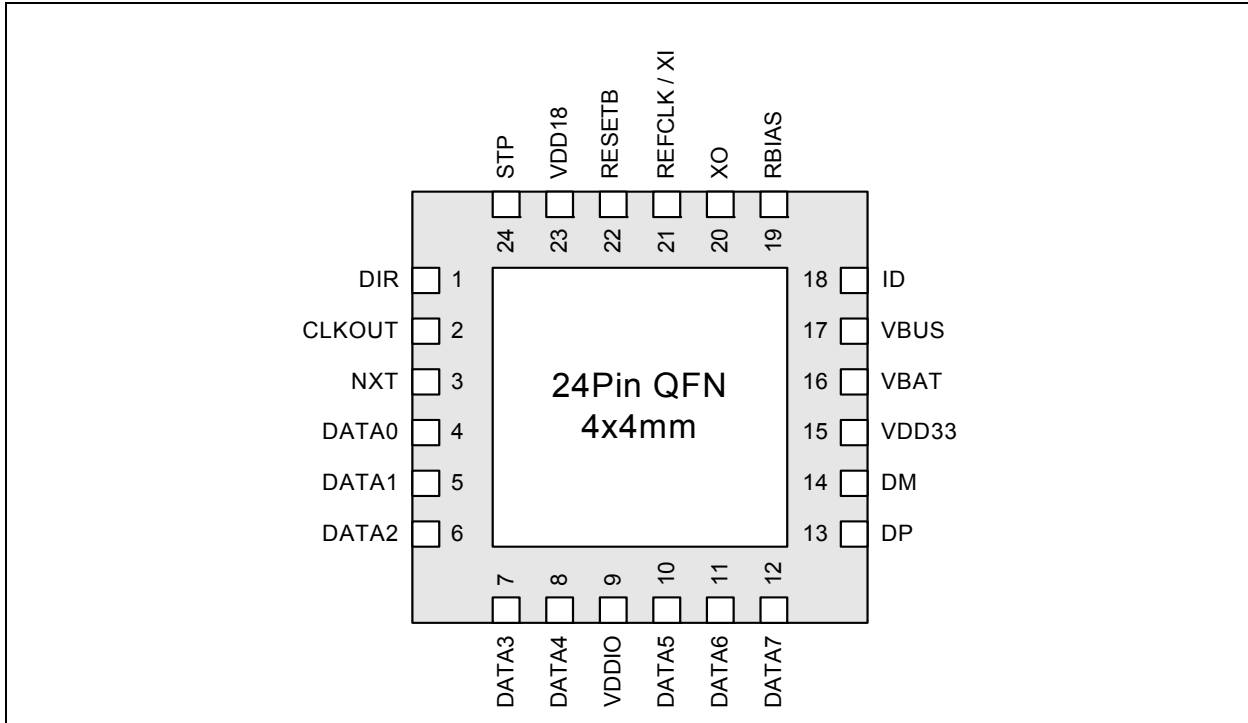 STP
VDD18
RESETB
REFCLK / XI
XO
RBIAS
24
23
22
21
20
19
DIR 1
CLKOUT 2
NXT 3
DATA0 4
DATA1 5
DATA2 6
24Pin QFN
4x4mm
18 ID
17 VBUS
16 VBAT
15 VDD33
14 DM
13 DP
7
8
9
10
11
12
DATA3
DATA4
VDDIO
DATA5
DATA6
DATA7